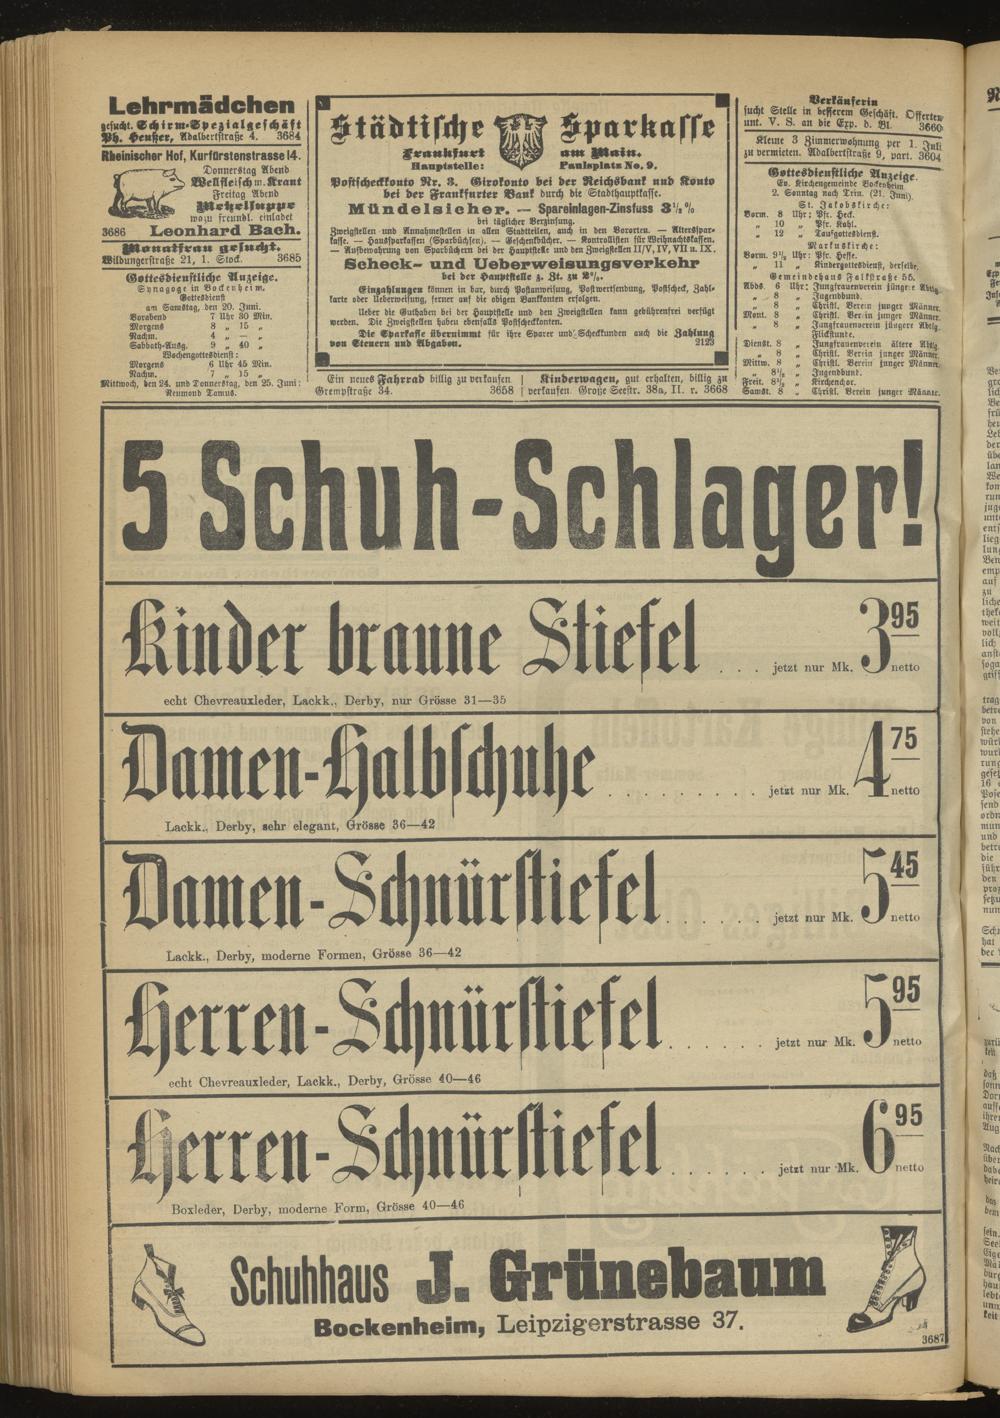 Lehrmädchen
gesucht. Schirm-Spezialgeschäft
Ph. Heußer, Adalbertstraße 4. 3684
Rheinischer Hof, Kurfürstenstrasse 14.
Donnerstag Abend
Wellfleisch m. Kraut
Freitag Abend
Metzelsuppe
wozu freundl. einladet
3686 Leonhard Bach.
Monatfrau gesucht.
Wildungerstraße 21, 1. Stock. 3685
Gottesdienstliche Anzeige.
Synagoge in Bockenheim.
Gottesdienst
am Samstag, den 20. Juni.
Vorabend 7 Uhr 30 Min.
Morgens 8 „ 15 „
Nachm. 4 „ — „
Sabbath-Ausg. 9 „ 40 „
Wochengottesdienst:
Morgens 6 Uhr 45 Min.
Nachm. 7 „ 15 „
Mittwoch, den 24. und Donnerstag, den 25. Juni:
Neumond Tamus.
Städtische Sparkasse
Frankfurt am Main.
Hauptstelle: Paulsplatz No. 9.
Postscheckkonto Nr. 3. Girokonto bei der Reichsbank und Konto
bei der Frankfurter Bank durch die Stadthauptkasse.
Mündelsicher. — Spareinlagen-Zinsfuss 3½%
bei täglicher Verzinsung.
Zweigstellen und Annahmestellen in allen Stadtteilen, auch in den Vororten. — Alterssparkasse.
— Haussparkassen (Sparbüchsen). — Geschenkbücher. — Kontrollisten für Weihnachtskassen.
— Aufbewahrung von Sparbüchern bei der Hauptstelle und den Zweigstellen II/V, IV, VII u. IX.
Scheck- und Ueberweisungsverkehr
bei der Hauptstelle z. Zt. zu 2%.
Einzahlungen können in bar, durch Postanweisung, Postwertsendung, Postscheck, Zahl-
karte oder Ueberweisung, ferner auf die obigen Bankkonten erfolgen.
Ueber die Guthaben bei der Hauptstelle und den Zweigstellen kann gebührenfrei verfügt
werden. Die Zweigstellen haben ebenfalls Postscheckkonten.
Die Sparkasse übernimmt für ihre Sparer und Scheckkunden auch die Zahlung
von Steuern und Abgaben. 2123
Ein neues Fahrrad billig zu verkaufen
Grempstraße 34. 3658
Kinderwagen, gut erhalten, billig zu
verkaufen. Große Seestr. 38a, II. r. 3668
Verkäuferin
sucht Stelle in besserem Geschäft. Offerten
unt. V. S. an die Exp. d. Bl. 3660
Kleine 3 Zimmerwohnung per 1. Juli
zu vermieten. Adalbertstraße 9, part. 3604
Gottesdienstliche Anzeige.
Ev. Kirchengemeinde Bockenheim
2. Sonntag nach Trin. (21. Juni).
St. Jakobskirche:
Vorm. 8 Uhr: Pfr. Heck.
„ 10 „ Pfr. Kahl.
„ 12 „ Taufgottesdienst.
Markuskirche:
Vorm. 9½ Uhr: Pfr. Hesse.
„ 11 „ Kindergottesdienst, derselbe.
Gemeindehaus Falkstraße 55.
Abds. 6 Uhr: Jungfrauenverein jüngere Abtlg.
„ 8 „ Jugendbund.
„ 8 „ Christl. Verein junger Männer.
Mont. 8 „ Christl. Verein junger Männer.
„ 8 „ Jungfrauenverein jüngere Abtlg.
Flickstunde.
Dienst. 8 „ Jungfrauenverein ältere Abtlg.
„ 8 „ Christl. Verein junger Männer.
Mittw. 8 „ Christl. Verein junger Männer.
„ 8½ „ Jugendbund.
Freit. 8½ „ Kirchenchor.
Samst. 8 „ Christl. Verein junger Männer.
5 Schuh-Schlager!
Kinder braune Stiefel .... jetzt nur Mk. 3 95 netto
echt Chevreauxleder, Lackk., Derby, nur Grösse 31—35
Damen-Halbschuhe .......... jetzt nur Mk. 4 75 netto
Lackk., Derby, sehr elegant, Grösse 36—42
Damen-Schnürstiefel ....... jetzt nur Mk. 5 45 netto
Lackk., Derby, moderne Formen, Grösse 36—42
Herren-Schnürstiefel ....... jetzt nur Mk. 5 95 netto
echt Chevreauxleder, Lackk., Derby, Grösse 40—46
Herren-Schnürstiefel ....... jetzt nur Mk. 6 95 netto
Boxleder, Derby, moderne Form, Grösse 40—46
Schuhhaus J. Grünebaum
Bockenheim, Leipzigerstrasse 37.
3687